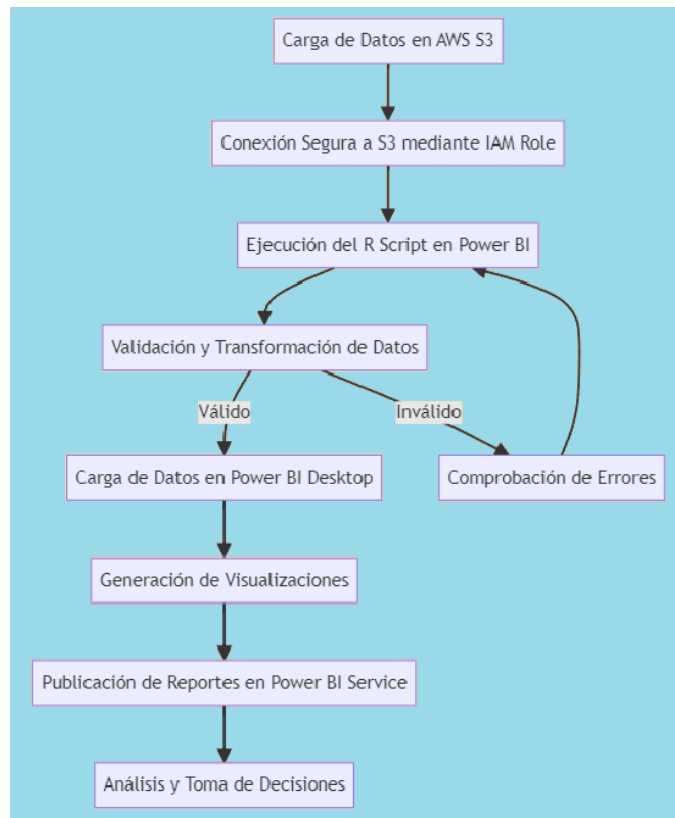 Carga de Datos en AWS S3
Conexión Segura a S3 mediante IAM Role
Ejecución del R Script en Power BI
Validación y Transformación de Datos
Válido
Inválido
Carga de Datos en Power BI Desktop
Comprobación de Errores
Generación de Visualizaciones
Publicación de Reportes en Power BI Service
Análisis y Toma de Decisiones